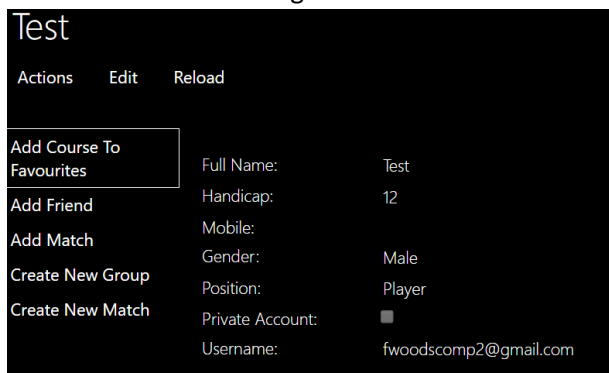 Test
Actions Edit Reload
Add Course To
Favourites
Add Friend
Add Match
Create New Group
Create New Match
Full Name: Test
Handicap: 12
Mobile:
Gender: Male
Position: Player
Private Account:
Username: fwoodscomp2@gmail.com